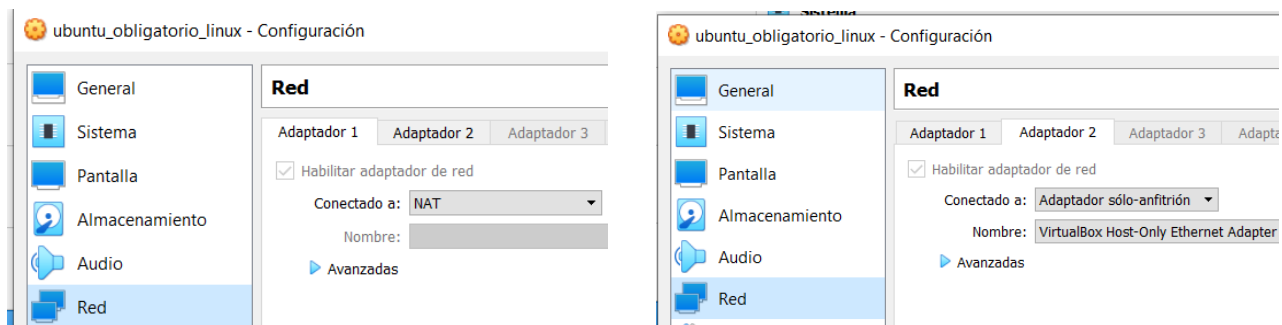 ubuntu_obligatorio_linux - Configuración
General
Sistema
Pantalla
Almacenamiento
Audio
Red
Red
Adaptador 1 Adaptador 2 Adaptador 3
Habilitar adaptador de red
Conectado a: NAT
Nombre:
Avanzadas
Sistema
ubuntu_obligatorio_linux - Configuración
General
Sistema
Pantalla
Almacenamiento
Audio
Red
Red
Adaptador 1 Adaptador 2 Adaptador 3 Adapta
Habilitar adaptador de red
Conectado a: Adaptador sólo-anfitrión
Nombre: VirtualBox Host-Only Ethernet Adapter
Avanzadas